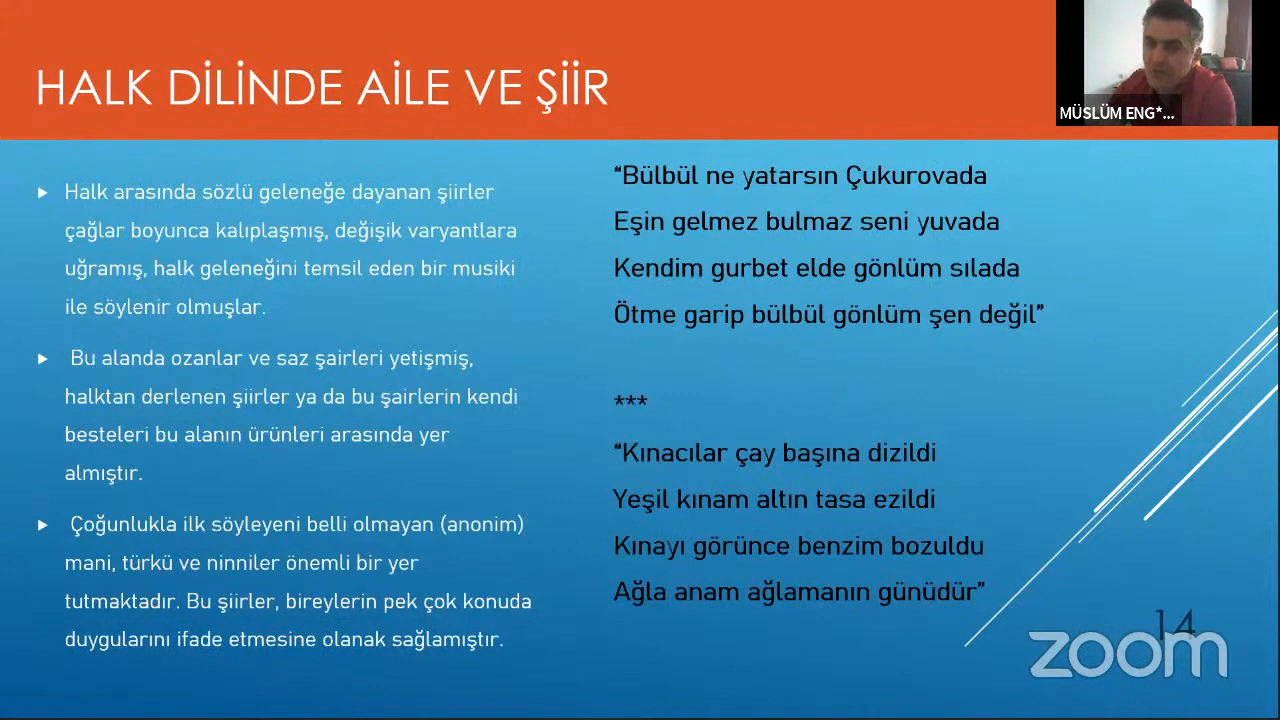 HALK DİLİNDE AİLE VE ŞİİR
MÜSLÜM ENG*...
Halk arasında sözlü geleneğe dayanan şiirler
çağlar boyunca kalıplaşmış, değişik varyantlara
uğramış, halk geleneğini temsil eden bir musiki
ile söylenir olmuşlar.
Bu alanda ozanlar ve saz şairleri yetişmiş,
halktan derlenen şiirler ya da bu şairlerin kendi
besteleri bu alanın ürünleri arasında yer
almıştır.
Çoğunlukla ilk söyleyeni belli olmayan (anonim)
mani, türkü ve ninniler önemli bir yer
tutmaktadır. Bu şiirler, bireylerin pek çok konuda
duygularını ifade etmesine olanak sağlamıştır.
“Bülbül ne yatarsın Çukurovada
Eşin gelmez bulmaz seni yuvada
Kendim gurbet elde gönlüm sılada
Ötme garip bülbül gönlüm şen değil”
***
“Kınacılar çay başına dizildi
Yeşil kınam altın tasa ezildi
Kınayı görünce benzim bozuldu
Ağla anam ağlamanın günüdür”
14
zoom